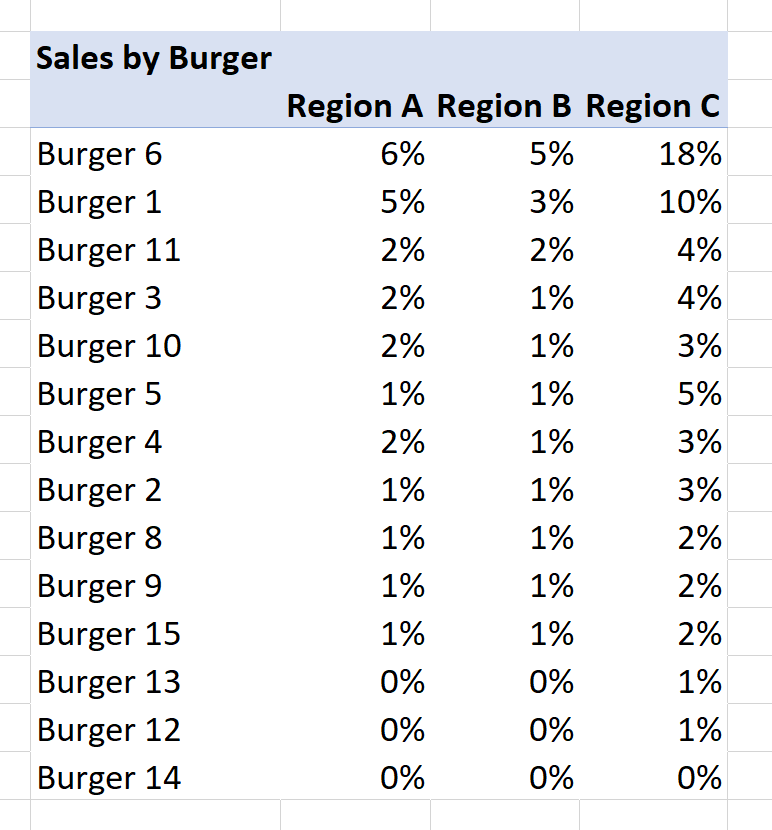 Sales by Burger
Region A Region B Region C
Burger 6 6% 5% 18%
Burger 1 5% 3% 10%
Burger 11 2% 2% 4%
Burger 3 2% 1% 4%
Burger 10 2% 1% 3%
Burger 5 1% 1% 5%
Burger 4 2% 1% 3%
Burger 2 1% 1% 3%
Burger 8 1% 1% 2%
Burger 9 1% 1% 2%
Burger 15 1% 1% 2%
Burger 13 0% 0% 1%
Burger 12 0% 0% 1%
Burger 14 0% 0% 0%